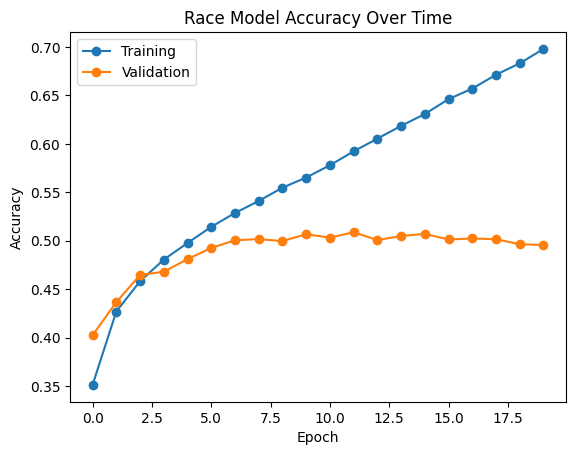 Race Model Accuracy Over Time
Training
Validation
Accuracy
0.70
0.65
0.60
0.55
0.50
0.45
0.40
0.35
0.0 2.5 5.0 7.5 10.0 12.5 15.0 17.5
Epoch